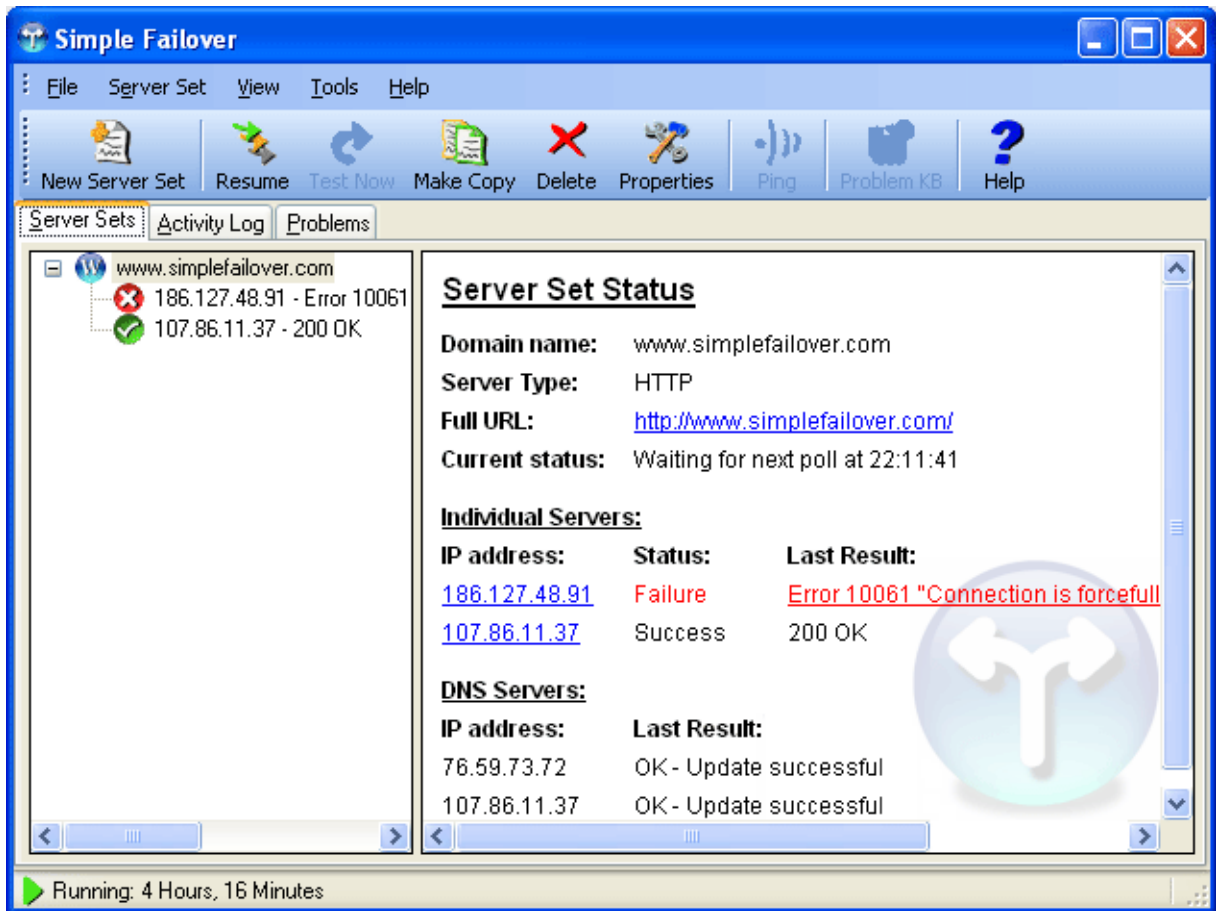 Simple Failover
File Server Set View Tools Help
New Server Set Resume Test Now Make Copy Delete Properties Ping Problem KB Help
Server Sets Activity Log Problems
www.simplefailover.com
186.127.48.91 - Error 10061
107.86.11.37 - 200 OK
Server Set Status
Domain name: www.simplefailover.com
Server Type: HTTP
Full URL: http://www.simplefailover.com/
Current status: Waiting for next poll at 22:11:41
Individual Servers:
IP address: Status: Last Result:
186.127.48.91 Failure Error 10061 "Connection is forcefull
107.86.11.37 Success 200 OK
DNS Servers:
IP address: Last Result:
76.59.73.72 OK - Update successful
107.86.11.37 OK - Update successful
Running: 4 Hours, 16 Minutes